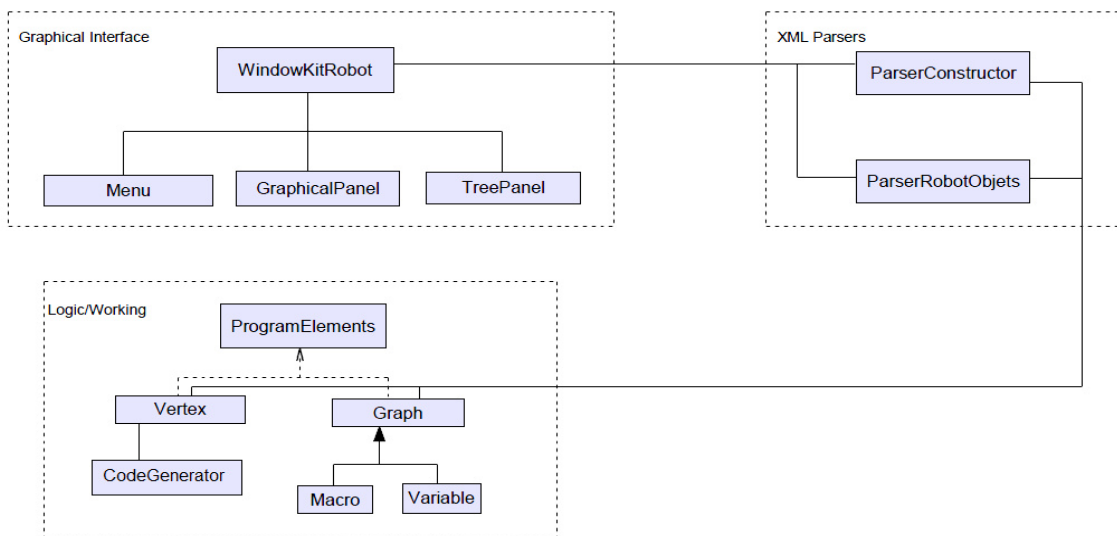 Graphical Interface
WindowKitRobot
Menu
GraphicalPanel
TreePanel
XML Parsers
ParserConstructor
ParserRobotObjets
Logic/Working
ProgramElements
Vertex
Graph
CodeGenerator
Macro
Variable